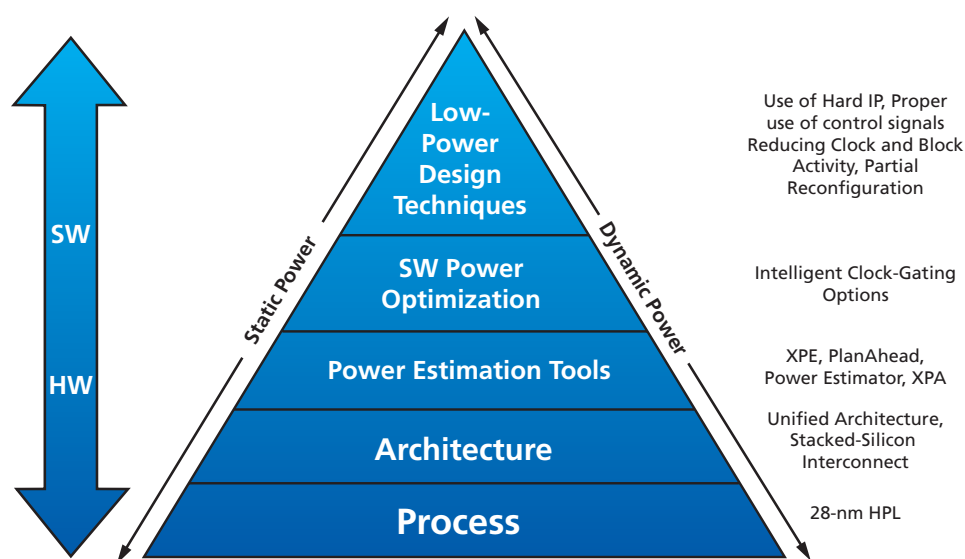 Low-
Power
Design
Techniques
Use of Hard IP, Proper
use of control signals
Reducing Clock and Block
Activity, Partial
Reconfiguration
SW
Static Power
Dynamic Power
SW Power
Optimization
Intelligent Clock-Gating
Options
HW
Power Estimation Tools
XPE, PlanAhead,
Power Estimator, XPA
Architecture
Unified Architecture,
Stacked-Silicon
Interconnect
Process
28-nm HPL